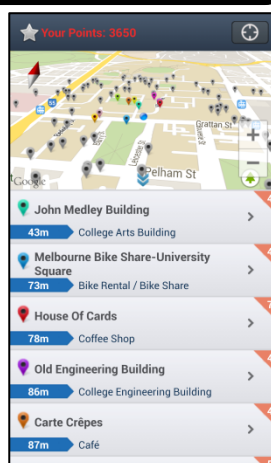 Your Points: 3650
Grattan St
Pelham St
Google
John Medley Building
43m College Arts Building
Melbourne Bike Share-University
Square
73m Bike Rental / Bike Share
House Of Cards
78m Coffee Shop
Old Engineering Building
86m College Engineering Building
Carte Crêpes
87m Café